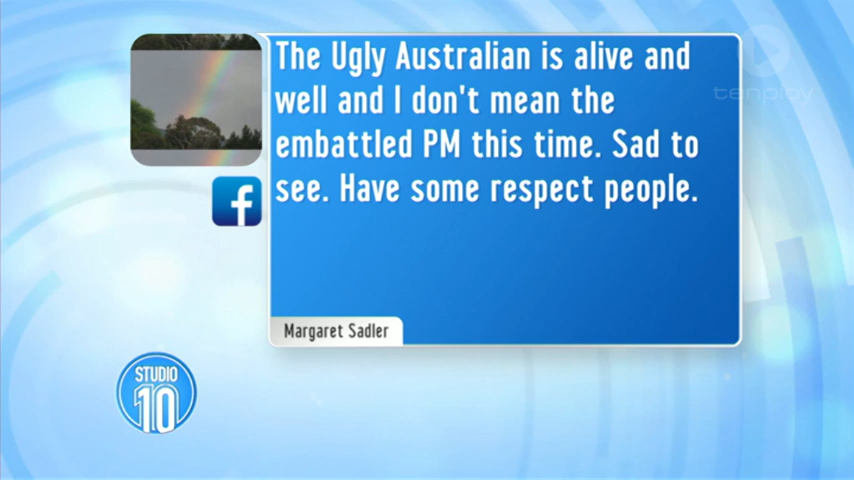 The Ugly Australian is alive and
well and I don't mean the
embattled PM this time. Sad to
see. Have some respect people.
Margaret Sadler
tenplay
f
STUDIO
10